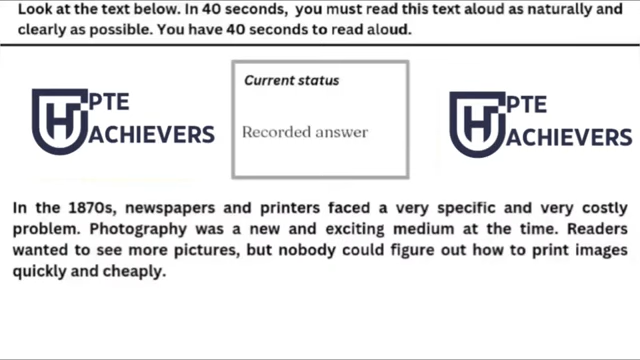 Look at the text below. In 40 seconds, you must read this text aloud as naturally and
clearly as possible. You have 40 seconds to read aloud.
Current status
PTE
ACHIEVERS
Recorded answer
PTE
ACHIEVERS
In the 1870s, newspapers and printers faced a very specific and very costly
problem. Photography was a new and exciting medium at the time. Readers
wanted to see more pictures, but nobody could figure out how to print images
quickly and cheaply.